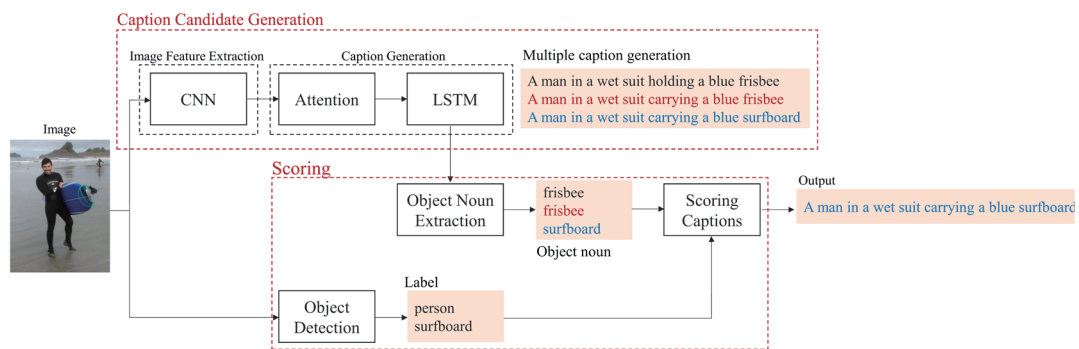 Caption Candidate Generation
Image Feature Extraction
Caption Generation
Multiple caption generation
CNN
Attention
LSTM
A man in a wet suit holding a blue frisbee
A man in a wet suit carrying a blue frisbee
A man in a wet suit carrying a blue surfboard
Image
Scoring
Object Noun
Extraction
frisbee
frisbee
surfboard
Object noun
Scoring
Captions
Output
A man in a wet suit carrying a blue surfboard
Object
Detection
Label
person
surfboard